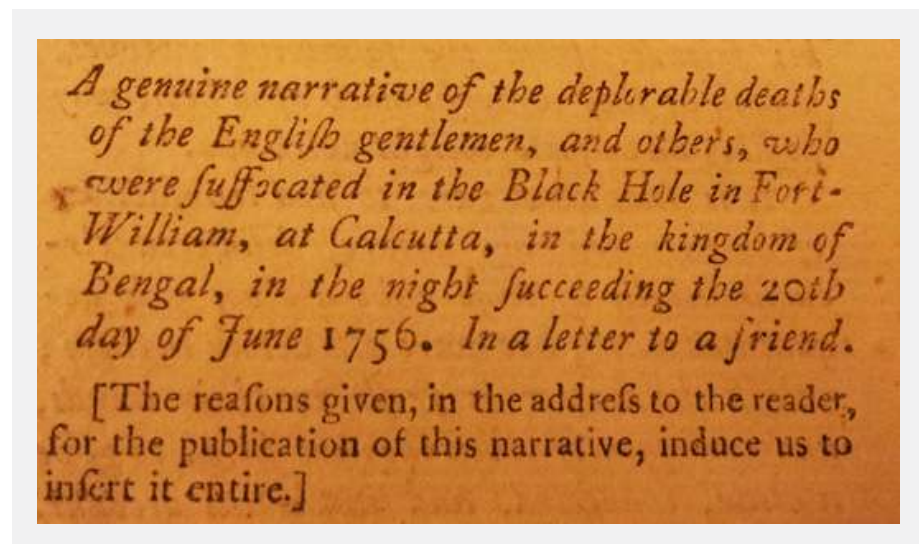 A genuine narrative of the deplorable deaths
of the Engliſh gentlemen, and others, who
were ſuffocated in the Black Hole in Fort-
William, at Calcutta, in the kingdom of
Bengal, in the night ſucceeding the 20th
day of June 1756. In a letter to a friend.
[The reaſons given, in the addreſs to the reader,
for the publication of this narrative, induce us to
inſert it entire.]